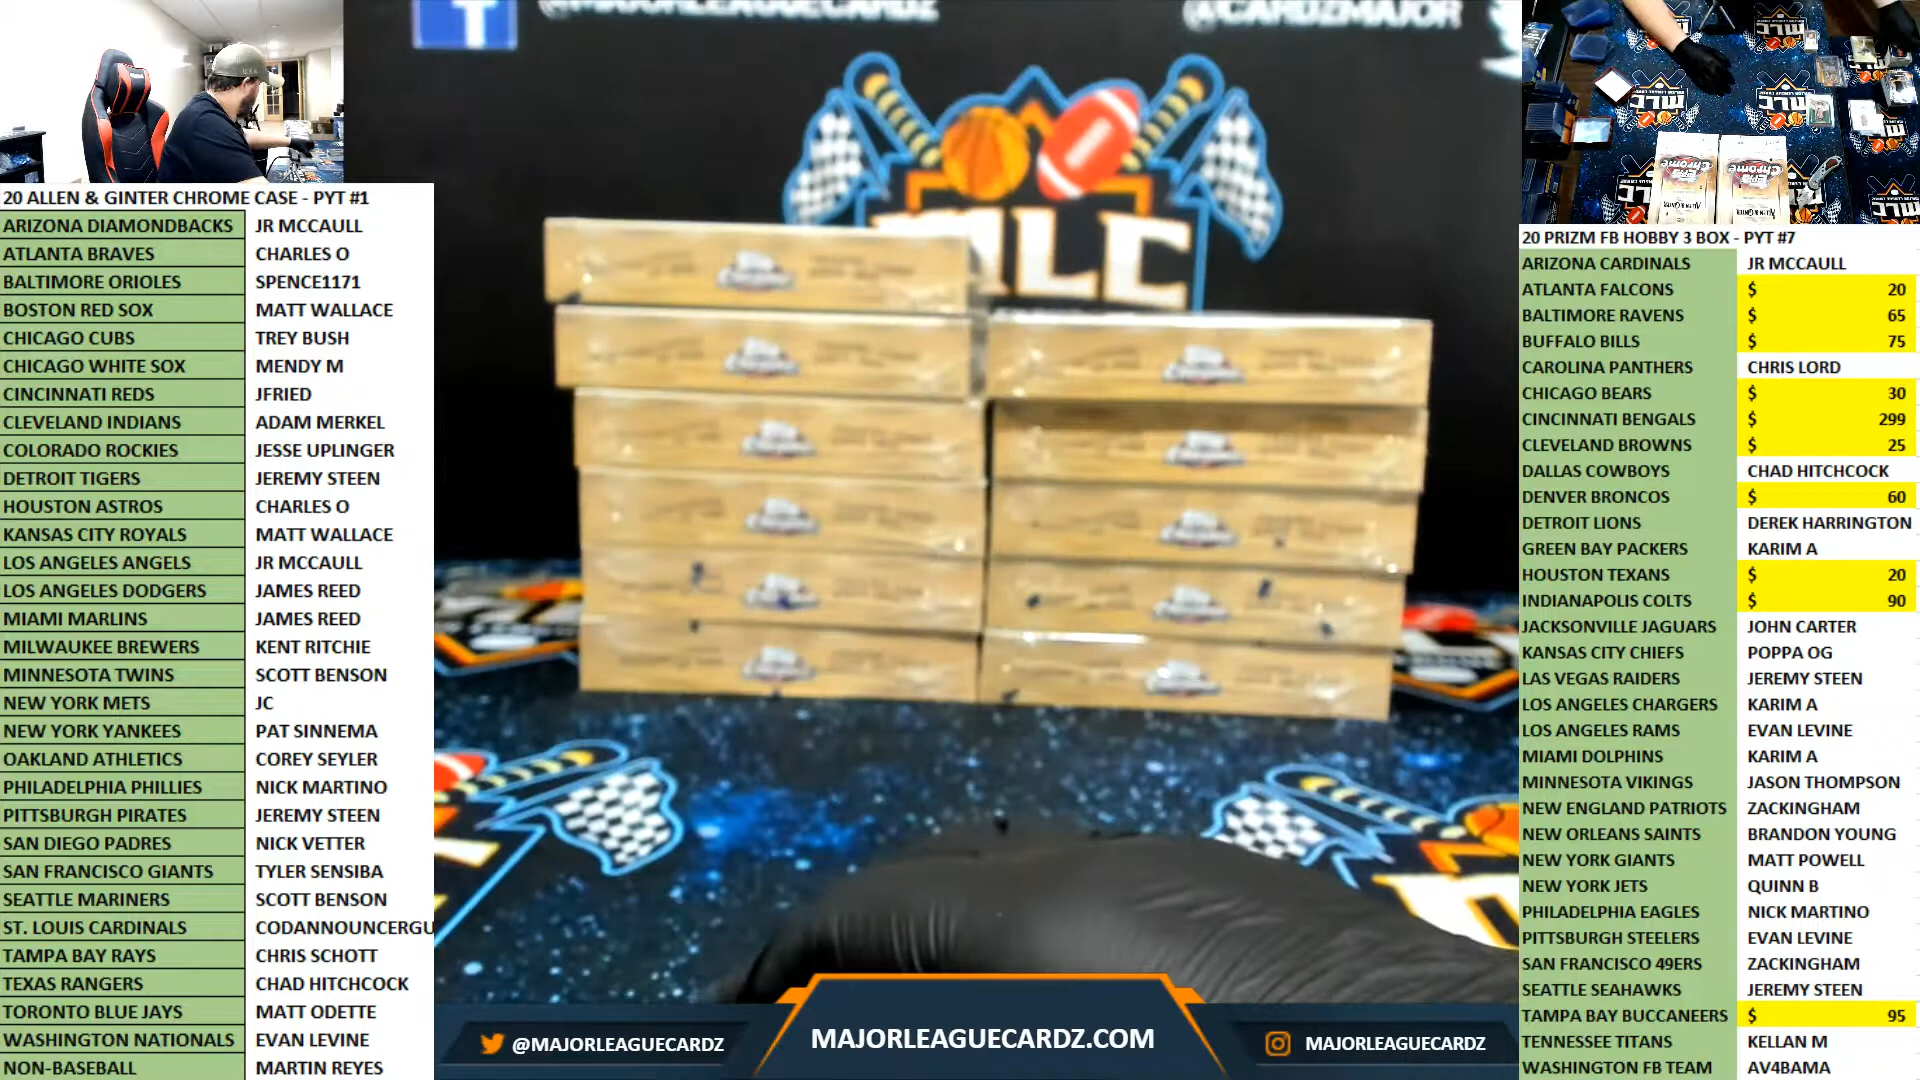 @MAJORLEAGUECARDZ
@CARDZMAJOR
MLC
20 ALLEN & GINTER CHROME CASE - PYT #1
ARIZONA DIAMONDBACKS JR MCCAULL
ATLANTA BRAVES CHARLES O
BALTIMORE ORIOLES SPENCE1171
BOSTON RED SOX MATT WALLACE
CHICAGO CUBS TREY BUSH
CHICAGO WHITE SOX MENDY M
CINCINNATI REDS JFRIED
CLEVELAND INDIANS ADAM MERKEL
COLORADO ROCKIES JESSE UPLINGER
DETROIT TIGERS JEREMY STEEN
HOUSTON ASTROS CHARLES O
KANSAS CITY ROYALS MATT WALLACE
LOS ANGELES ANGELS JR MCCAULL
LOS ANGELES DODGERS JAMES REED
MIAMI MARLINS JAMES REED
MILWAUKEE BREWERS KENT RITCHIE
MINNESOTA TWINS SCOTT BENSON
NEW YORK METS JC
NEW YORK YANKEES PAT SINNEMA
OAKLAND ATHLETICS COREY SEYLER
PHILADELPHIA PHILLIES NICK MARTINO
PITTSBURGH PIRATES JEREMY STEEN
SAN DIEGO PADRES NICK VETTER
SAN FRANCISCO GIANTS TYLER SENSIBA
SEATTLE MARINERS SCOTT BENSON
ST. LOUIS CARDINALS CODANNOUNCERGU
TAMPA BAY RAYS CHRIS SCHOTT
TEXAS RANGERS CHAD HITCHCOCK
TORONTO BLUE JAYS MATT ODETTE
WASHINGTON NATIONALS EVAN LEVINE
NON-BASEBALL MARTIN REYES
@MAJORLEAGUECARDZ
MAJORLEAGUECARDZ.COM
MAJORLEAGUECARDZ
20 PRIZM FB HOBBY 3 BOX - PYT #7
ARIZONA CARDINALS JR MCCAULL
ATLANTA FALCONS $ 20
BALTIMORE RAVENS $ 65
BUFFALO BILLS $ 75
CAROLINA PANTHERS CHRIS LORD
CHICAGO BEARS $ 30
CINCINNATI BENGALS $ 299
CLEVELAND BROWNS $ 25
DALLAS COWBOYS CHAD HITCHCOCK
DENVER BRONCOS $ 60
DETROIT LIONS DEREK HARRINGTON
GREEN BAY PACKERS KARIM A
HOUSTON TEXANS $ 20
INDIANAPOLIS COLTS $ 90
JACKSONVILLE JAGUARS JOHN CARTER
KANSAS CITY CHIEFS POPPA OG
LAS VEGAS RAIDERS JEREMY STEEN
LOS ANGELES CHARGERS KARIM A
LOS ANGELES RAMS EVAN LEVINE
MIAMI DOLPHINS KARIM A
MINNESOTA VIKINGS JASON THOMPSON
NEW ENGLAND PATRIOTS ZACKINGHAM
NEW ORLEANS SAINTS BRANDON YOUNG
NEW YORK GIANTS MATT POWELL
NEW YORK JETS QUINN B
PHILADELPHIA EAGLES NICK MARTINO
PITTSBURGH STEELERS EVAN LEVINE
SAN FRANCISCO 49ERS ZACKINGHAM
SEATTLE SEAHAWKS JEREMY STEEN
TAMPA BAY BUCCANEERS $ 95
TENNESSEE TITANS KELLAN M
WASHINGTON FB TEAM AV4BAMA